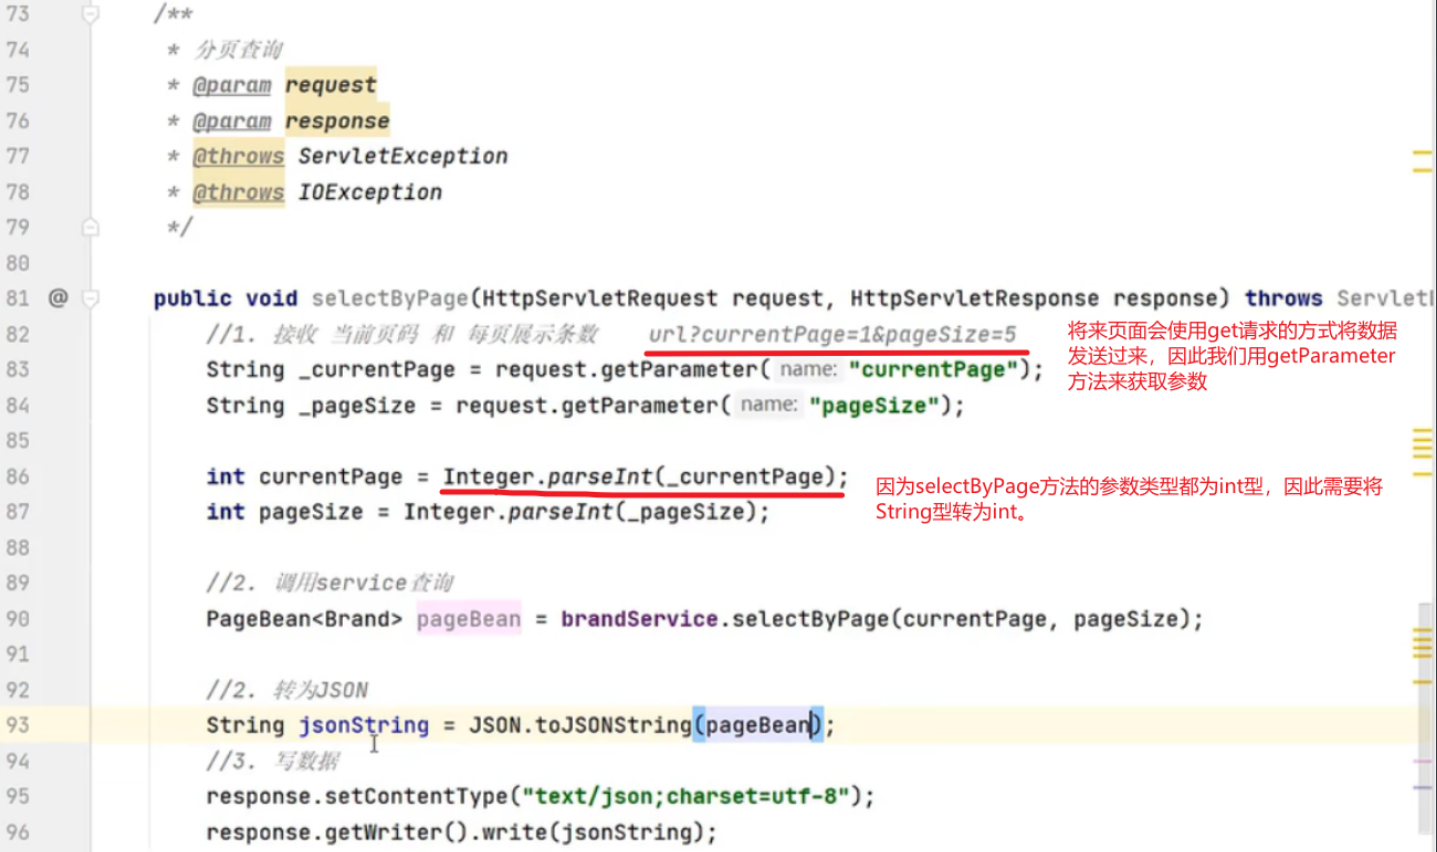 73 /**
74 * 分页查询
75 * @param request
76 * @param response
77 * @throws ServletException
78 * @throws IOException
79 */
80
81 @ public void selectByPage(HttpServletRequest request, HttpServletResponse response) throws Servlet
82 //1. 接收 当前页码 和 每页展示条数 url?currentPage=1&pageSize=5
将来页面会使用get请求的方式将数据
发送过来，因此我们用getParameter
方法来获取参数
83 String _currentPage = request.getParameter( name: "currentPage");
84 String _pageSize = request.getParameter( name: "pageSize");
85
86 int currentPage = Integer.parseInt(_currentPage);
因为selectByPage方法的参数类型都为int型，因此需要将
String型转为int。
87 int pageSize = Integer.parseInt(_pageSize);
88
89 //2. 调用service查询
90 PageBean<Brand> pageBean = brandService.selectByPage(currentPage, pageSize);
91
92 //2. 转为JSON
93 String jsonString = JSON.toJSONString(pageBean);
94 //3. 写数据
95 response.setContentType("text/json;charset=utf-8");
96 response.getWriter().write(jsonString);